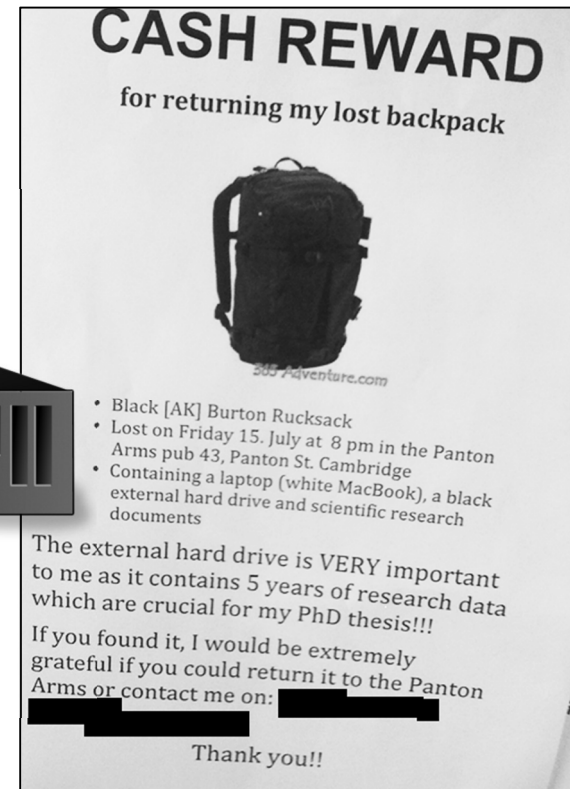 CASH REWARD
for returning my lost backpack
365 Adventure.com
• Black [AK] Burton Rucksack
• Lost on Friday 15. July at 8 pm in the Panton
Arms pub 43, Panton St. Cambridge
• Containing a laptop (white MacBook), a black
external hard drive and scientific research
documents
The external hard drive is VERY important
to me as it contains 5 years of research data
which are crucial for my PhD thesis!!!
If you found it, I would be extremely
grateful if you could return it to the Panton
Arms or contact me on:
Thank you!!